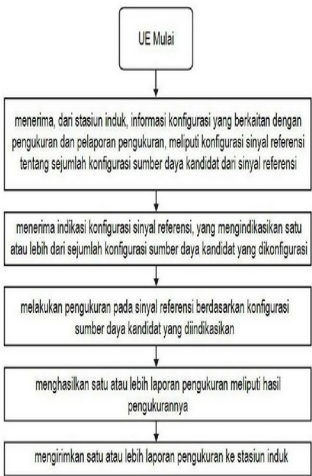 UE Mulai
menerima, dari stasiun induk, informasi konfigurasi yang berkaitan dengan
pengukuran dan pelaporan pengukuran, meliputi konfigurasi sinyal referensi
tentang sejumlah konfigurasi sumber daya kandidat dari sinyal referensi
menerima indikasi konfigurasi sinyal referensi, yang mengindikasikan satu
atau lebih dari sejumlah konfigurasi sumber daya kandidat yang dikonfigurasi
melakukan pengukuran pada sinyal referensi berdasarkan konfigurasi
sumber daya kandidat yang diindikasikan
menghasilkan satu atau lebih laporan pengukuran meliputi hasil
pengukurannya
mengirimkan satu atau lebih laporan pengukuran ke stasiun induk